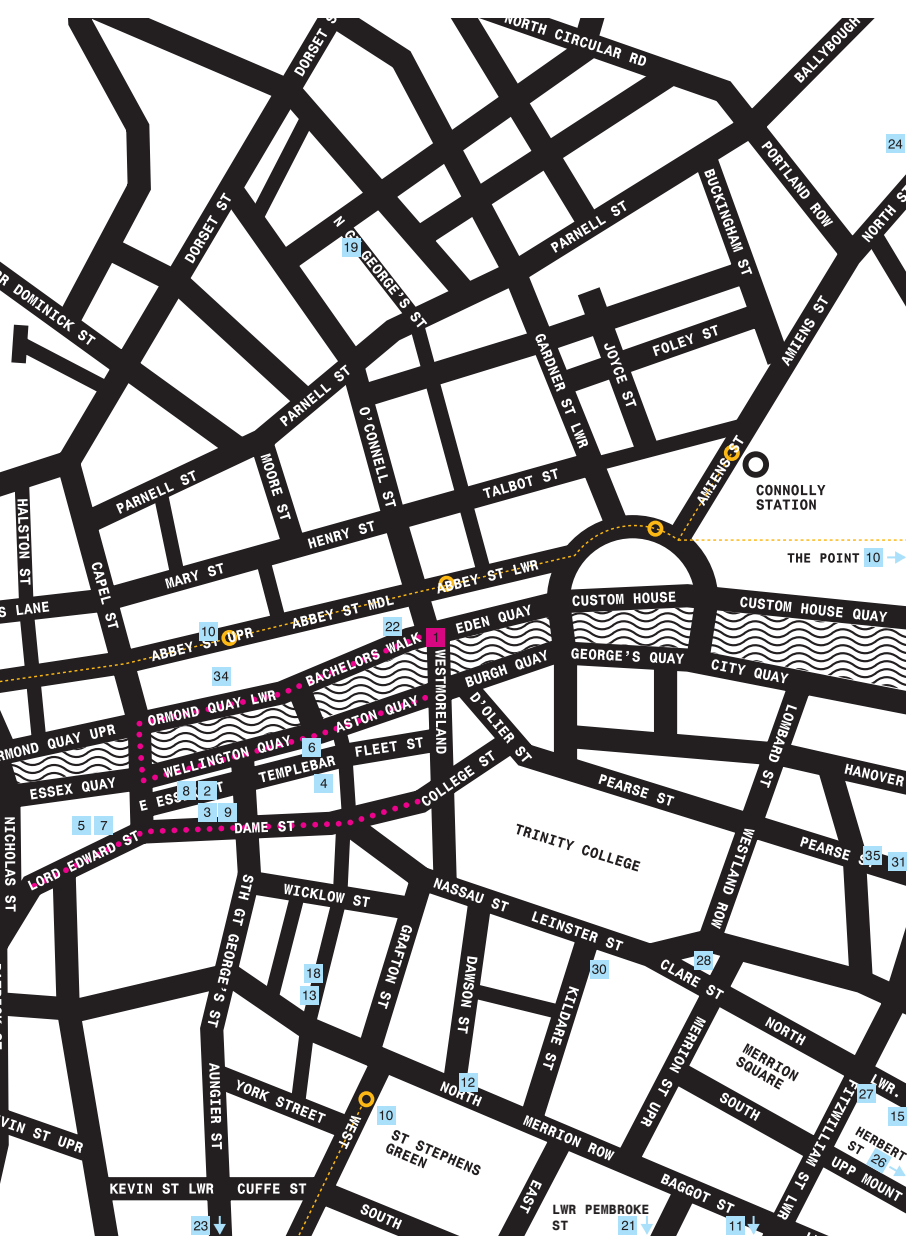 NORTH CIRCULAR RD
DORSET S
BALLYBOUGH
24
PORTLAND ROW
BUCKINGHAM ST
NORTH ST
DORSET ST
PARNELL ST
N G
19
GEORGE'S ST
R DOMINICK ST
AMIENS ST
FOLEY ST
JOYCE ST
GARDNER ST LWR
PARNELL ST
O'CONNELL ST
MOORE ST
AMIENS ST
CONNOLLY
STATION
TALBOT ST
PARNELL ST
HALSTON ST
HENRY ST
THE POINT
10
MARY ST
CAPEL ST
ABBEY ST LWR
S LANE
ABBEY ST MDL
CUSTOM HOUSE
CUSTOM HOUSE QUAY
EDEN QUAY
10
ABBEY ST UPR
22
1
BACHELORS WALK
34
WESTMORELAND
BURGH QUAY
GEORGE'S QUAY
CITY QUAY
ORMOND QUAY LWR
RMOND QUAY UPR
ASTON QUAY
D'OLIER ST
LOMBARD ST
WELLINGTON QUAY
6
FLEET ST
TEMPLEBAR
4
HANOVER
ESSEX QUAY
E ESS
ST
8
2
3
9
COLLEGE ST
PEARSE ST
DAME ST
5
7
TRINITY COLLEGE
PEARSE S
35
31
NICHOLAS ST
LORD EDWARD ST
WESTLAND ROW
WICKLOW ST
NASSAU ST
LEINSTER ST
STH GT GEORGE'S ST
GRAFTON ST
DAWSON ST
KILDARE ST
30
28
CLARE ST
18
13
MERRION ST UPR
NORTH
MERRION
SQUARE
AUNGIER ST
YORK STREET
12
NORTH
SOUTH
FITZWILLIAM ST LWR
LWR.
27
15
WEST
10
VIN ST UPR
MERRION ROW
HERBERT
ST
26
ST STEPHENS
GREEN
UPP MOUNT
KEVIN ST LWR
CUFFE ST
EAST
BAGGOT ST
SOUTH
LWR PEMBROKE
ST
21
11
23